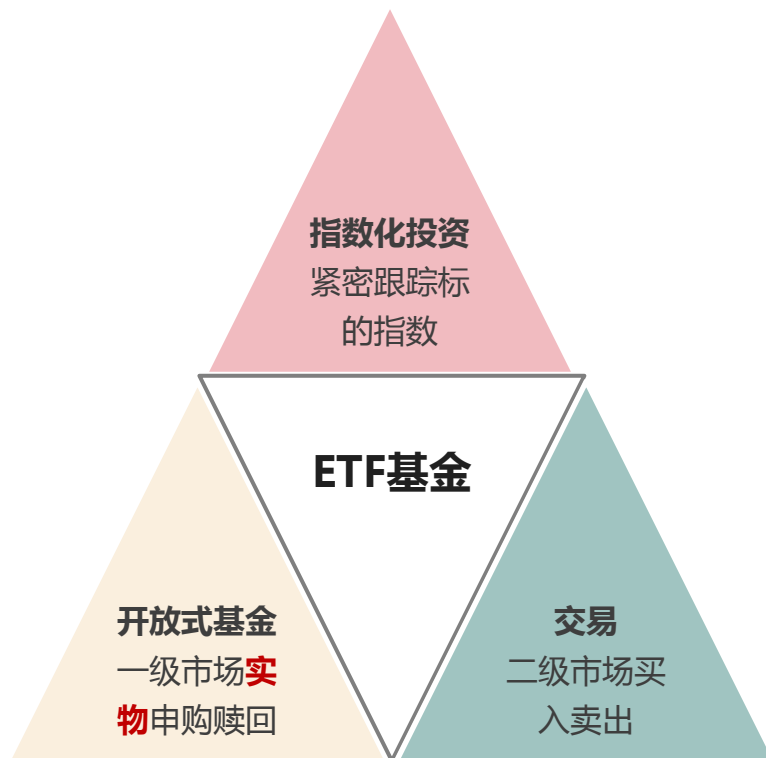 指数化投资
紧密跟踪标
的指数
ETF基金
开放式基金
一级市场实
物申购赎回
交易
二级市场买
入卖出